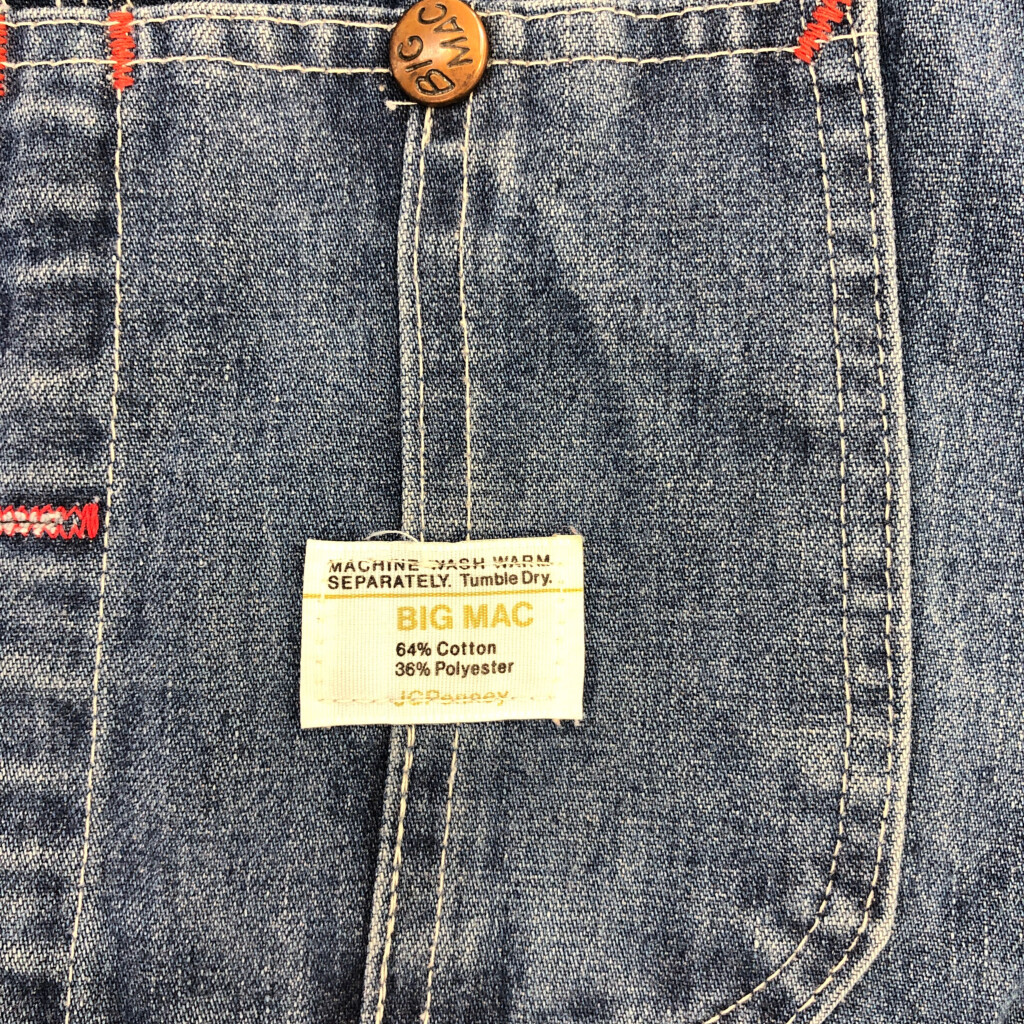 BIG
MAC
MACHINE WASH WARM
SEPARATELY. Tumble Dry.
BIG MAC
64% Cotton
36% Polyester
JCPenney